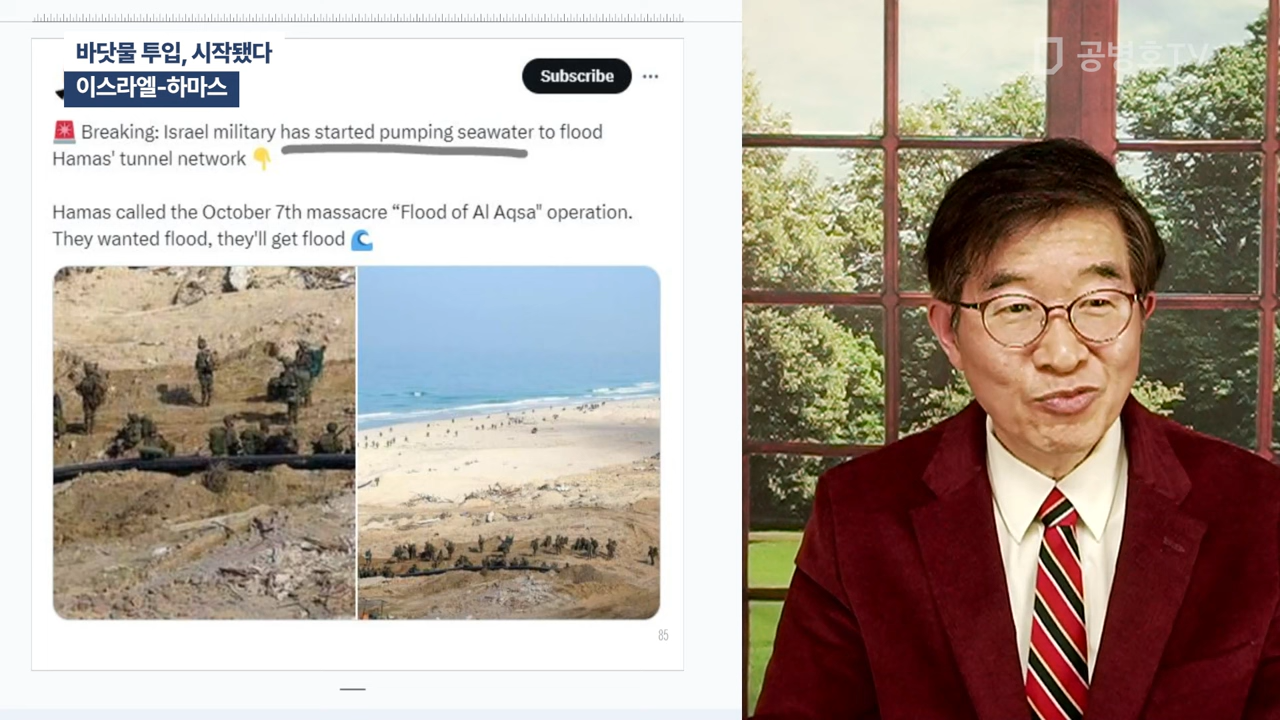 바닷물 투입, 시작됐다
이스라엘-하마스
Subscribe
🚨 Breaking: Israel military has started pumping seawater to flood
Hamas' tunnel network 👇
Hamas called the October 7th massacre “Flood of Al Aqsa" operation.
They wanted flood, they'll get flood 🌊
85
공병호TV